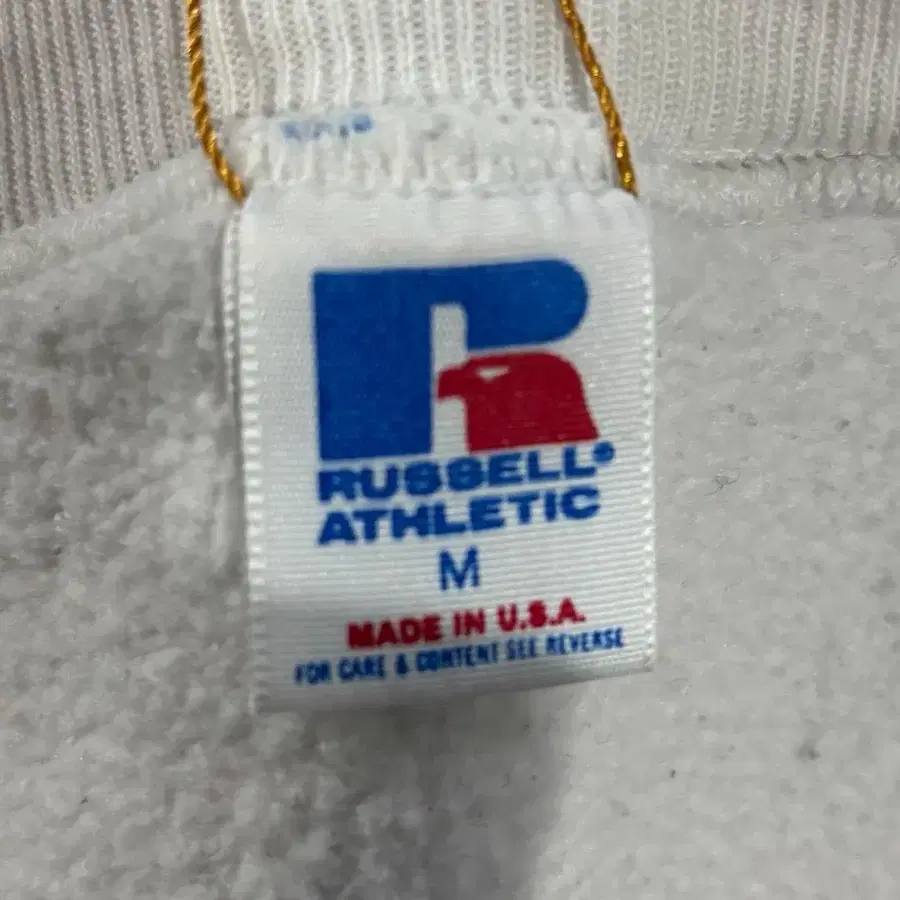 RUSSELL®
ATHLETIC
M
MADE IN U.S.A.
FOR CARE & CONTENT SEE REVERSE